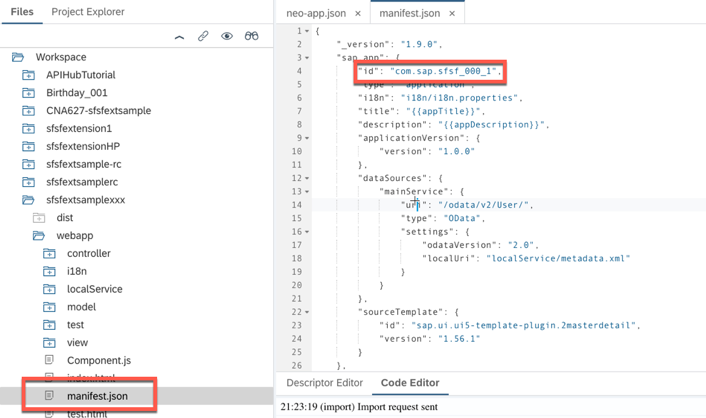 Files
Project Explorer
Workspace
APIHubTutorial
Birthday_001
CNA627-sfsfextsample
sfsfextension1
sfsfextensionHP
sfsfextsample-rc
sfsfextsamplerc
sfsfextsamplexxx
dist
webapp
controller
i18n
localService
model
test
view
Component.js
index.html
manifest.json
test.html
neo-app.json ×
manifest.json ×
1 {
2 "_version": "1.9.0",
3 "sap.app": {
4 "id": "com.sap.sfsf_000_1",
5 "type": "application",
6 "i18n": "i18n/i18n.properties",
7 "title": "{{appTitle}}",
8 "description": "{{appDescription}}",
9 "applicationVersion": {
10 "version": "1.0.0"
11 },
12 "dataSources": {
13 "mainService": {
14 "uri": "/odata/v2/User/",
15 "type": "OData",
16 "settings": {
17 "odataVersion": "2.0",
18 "localUri": "localService/metadata.xml"
19 }
20 }
21 },
22 "sourceTemplate": {
23 "id": "sap.ui.ui5-template-plugin.2masterdetail",
24 "version": "1.56.1"
25 }
26 },
Descriptor Editor
Code Editor
21:23:19 (import) Import request sent